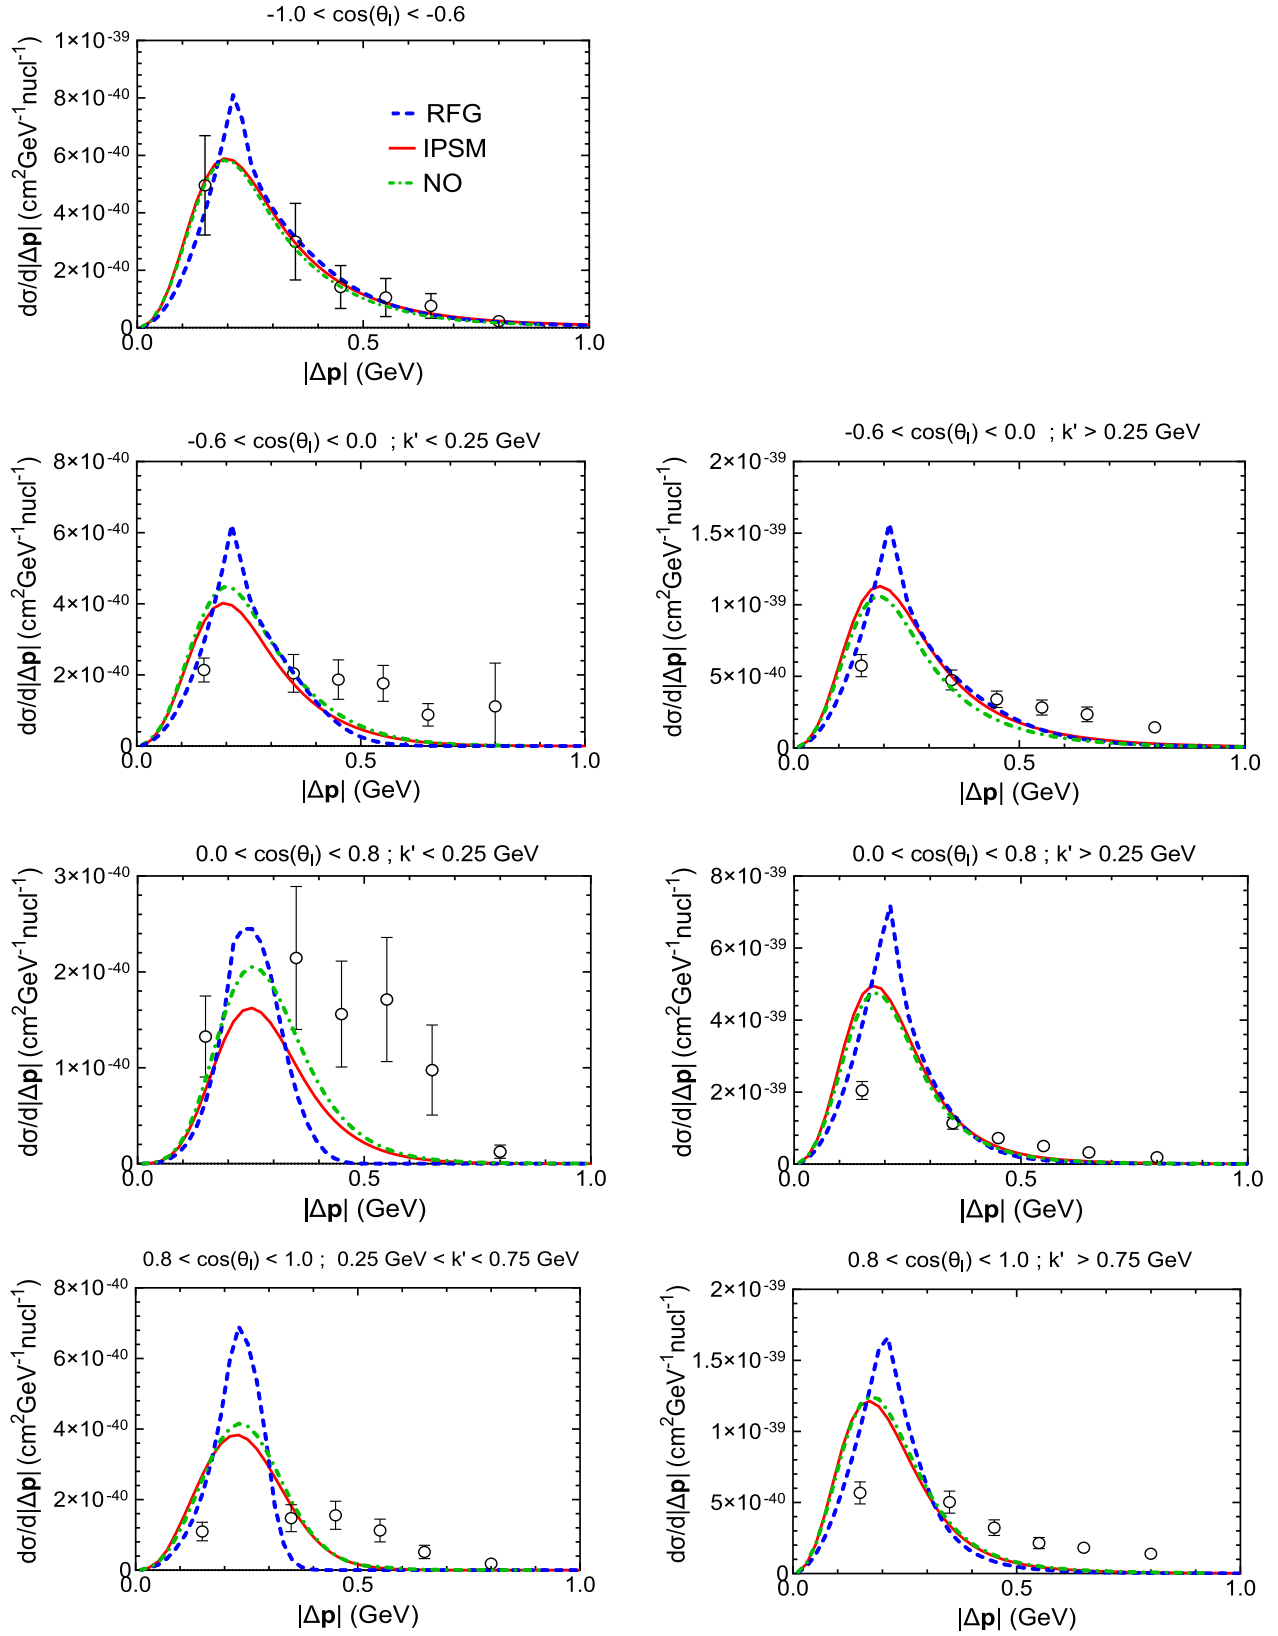 -1.0 < cos(θl) < -0.6
dσ/d|Δp| (cm²GeV⁻¹nucl⁻¹)
1×10⁻³⁹
8×10⁻⁴⁰
6×10⁻⁴⁰
4×10⁻⁴⁰
2×10⁻⁴⁰
0
RFG
IPSM
NO
0.0 0.5 1.0
|Δp| (GeV)
-0.6 < cos(θl) < 0.0 ; k' < 0.25 GeV
dσ/d|Δp| (cm²GeV⁻¹nucl⁻¹)
8×10⁻⁴⁰
6×10⁻⁴⁰
4×10⁻⁴⁰
2×10⁻⁴⁰
0
0.0 0.5 1.0
|Δp| (GeV)
-0.6 < cos(θl) < 0.0 ; k' > 0.25 GeV
dσ/d|Δp| (cm²GeV⁻¹nucl⁻¹)
2×10⁻³⁹
1.5×10⁻³⁹
1×10⁻³⁹
5×10⁻⁴⁰
0
0.0 0.5 1.0
|Δp| (GeV)
0.0 < cos(θl) < 0.8 ; k' < 0.25 GeV
dσ/d|Δp| (cm²GeV⁻¹nucl⁻¹)
3×10⁻⁴⁰
2×10⁻⁴⁰
1×10⁻⁴⁰
0
0.0 0.5 1.0
|Δp| (GeV)
0.0 < cos(θl) < 0.8 ; k' > 0.25 GeV
dσ/d|Δp| (cm²GeV⁻¹nucl⁻¹)
8×10⁻³⁹
6×10⁻³⁹
4×10⁻³⁹
2×10⁻³⁹
0
0.0 0.5 1.0
|Δp| (GeV)
0.8 < cos(θl) < 1.0 ; 0.25 GeV < k' < 0.75 GeV
dσ/d|Δp| (cm²GeV⁻¹nucl⁻¹)
8×10⁻⁴⁰
6×10⁻⁴⁰
4×10⁻⁴⁰
2×10⁻⁴⁰
0
0.0 0.5 1.0
|Δp| (GeV)
0.8 < cos(θl) < 1.0 ; k' > 0.75 GeV
dσ/d|Δp| (cm²GeV⁻¹nucl⁻¹)
2×10⁻³⁹
1.5×10⁻³⁹
1×10⁻³⁹
5×10⁻⁴⁰
0
0.0 0.5 1.0
|Δp| (GeV)